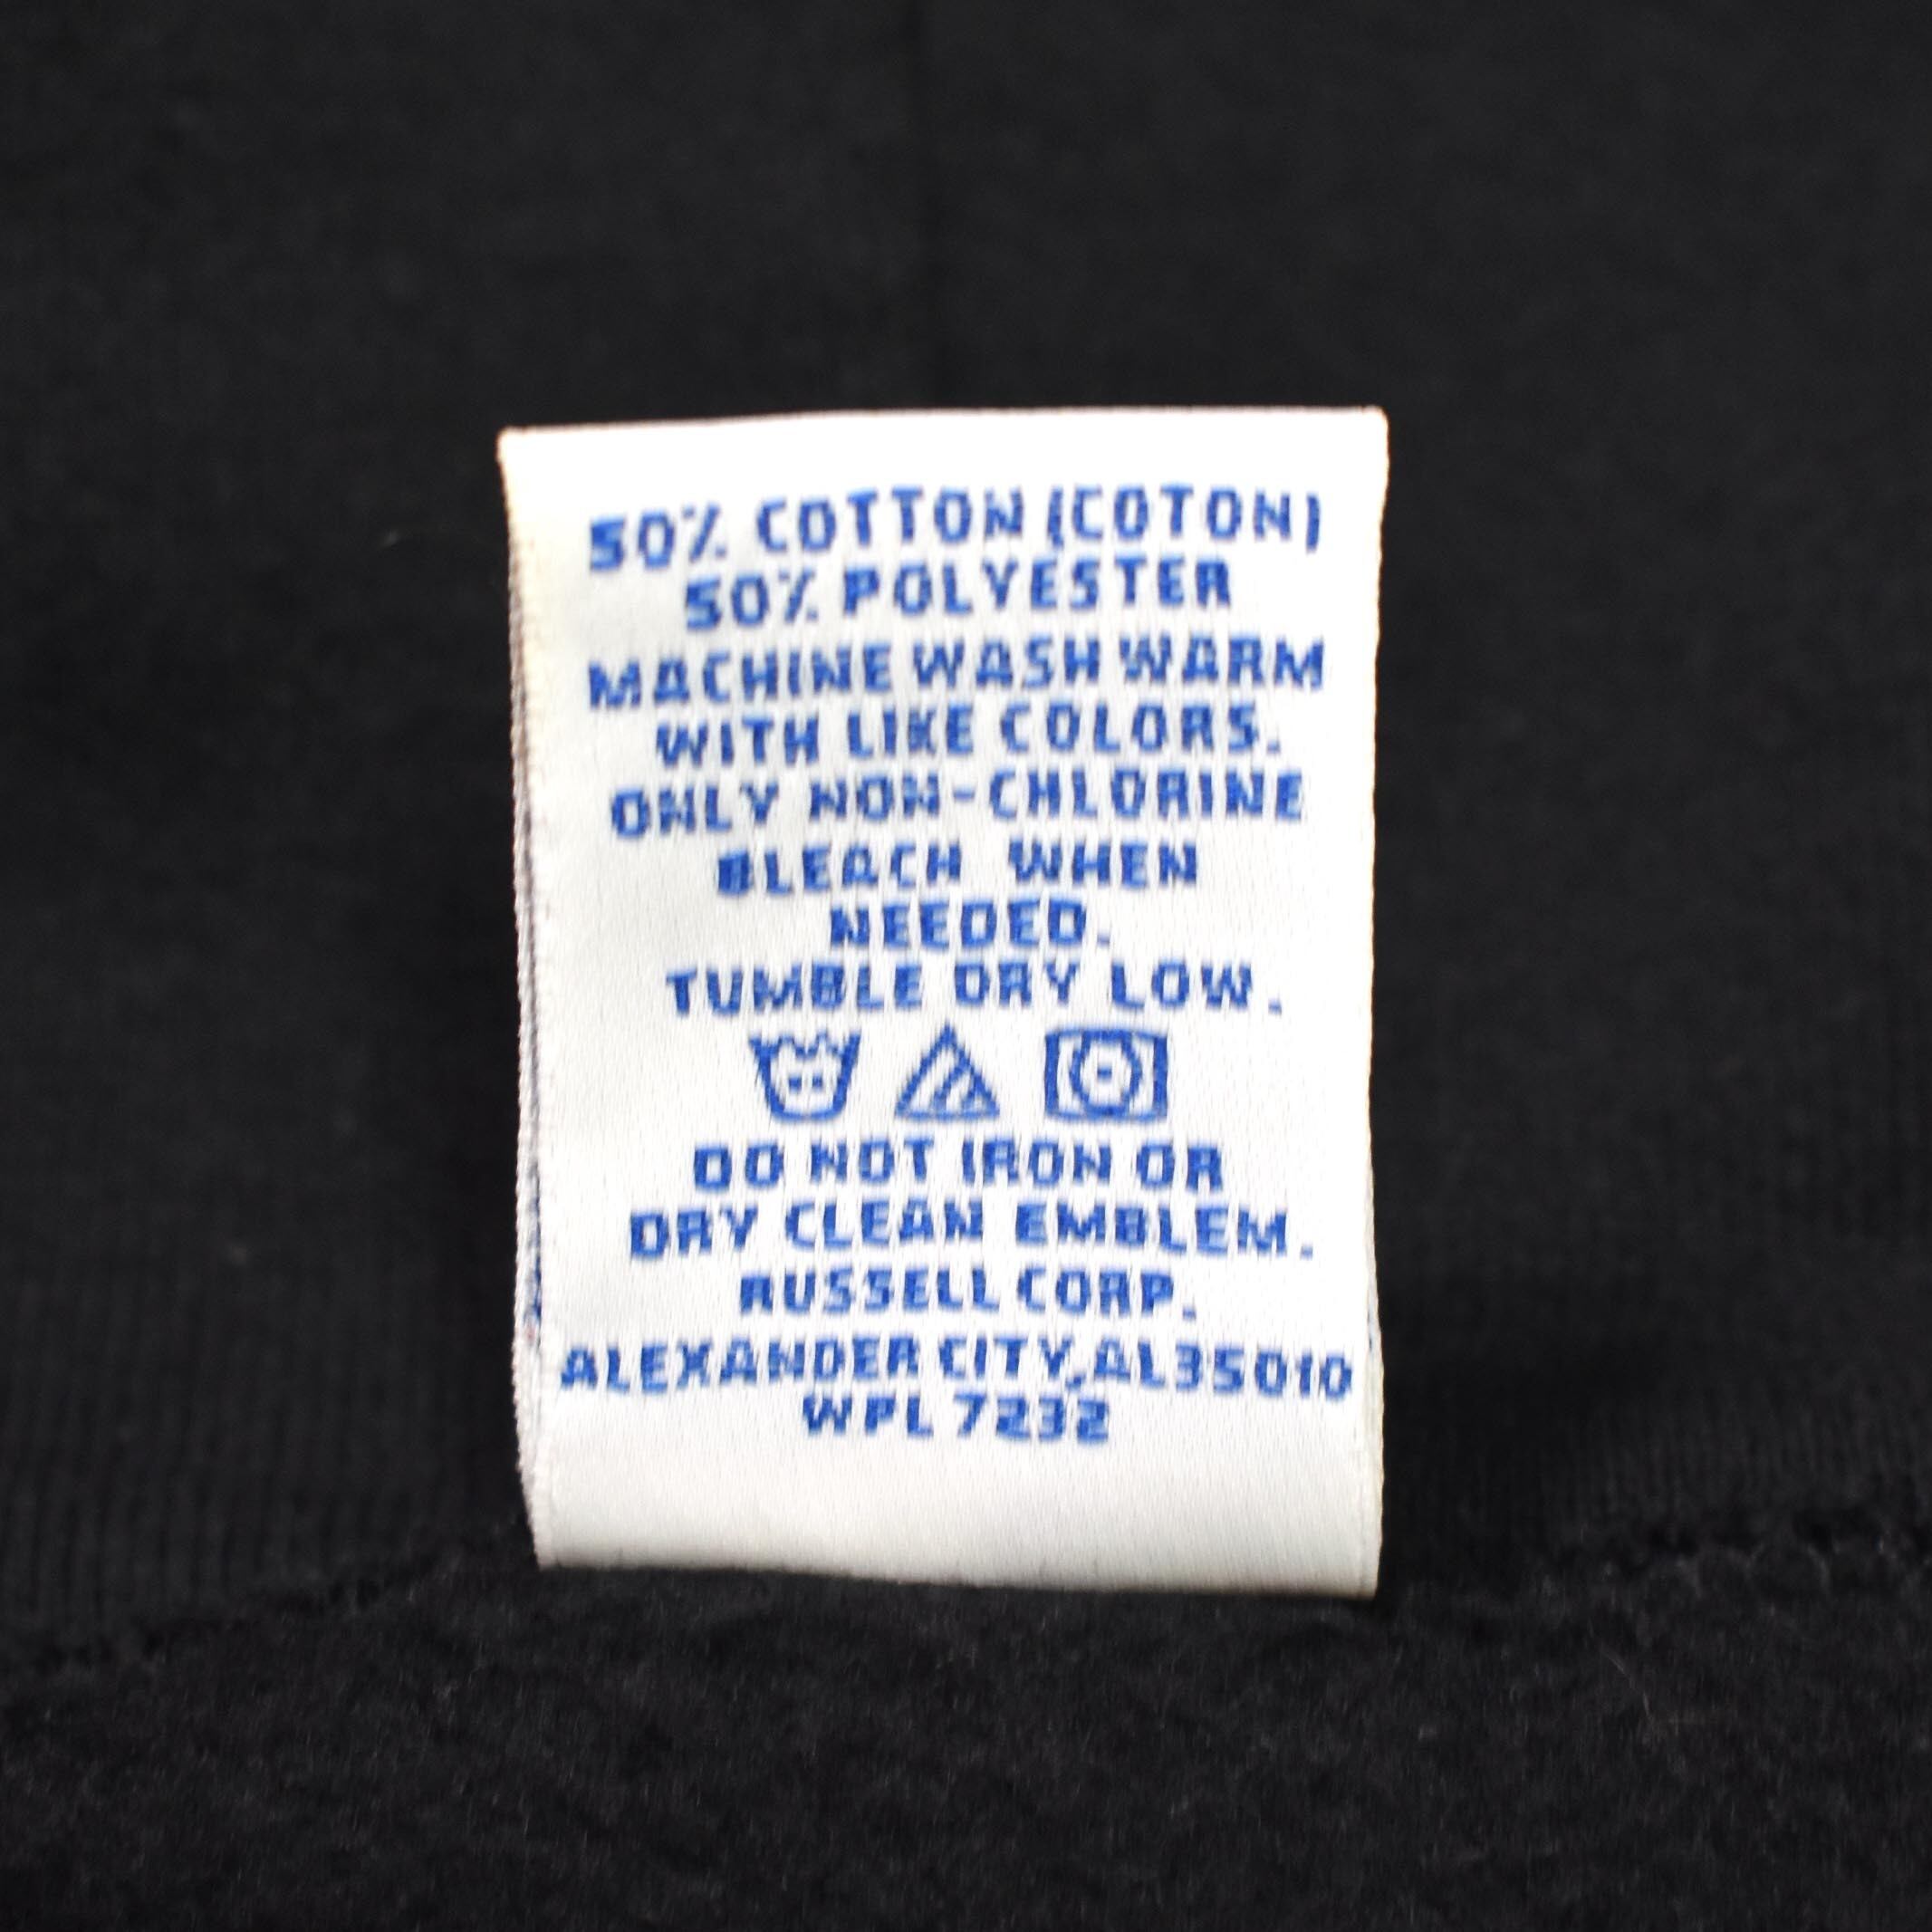 50% COTTON (COTON)
50% POLYESTER
MACHINE WASH WARM
WITH LIKE COLORS.
ONLY NON-CHLORINE
BLEACH WHEN
NEEDED.
TUMBLE DRY LOW.
DO NOT IRON OR
DRY CLEAN EMBLEM.
RUSSELL CORP.
ALEXANDER CITY, AL35010
WPL 7232